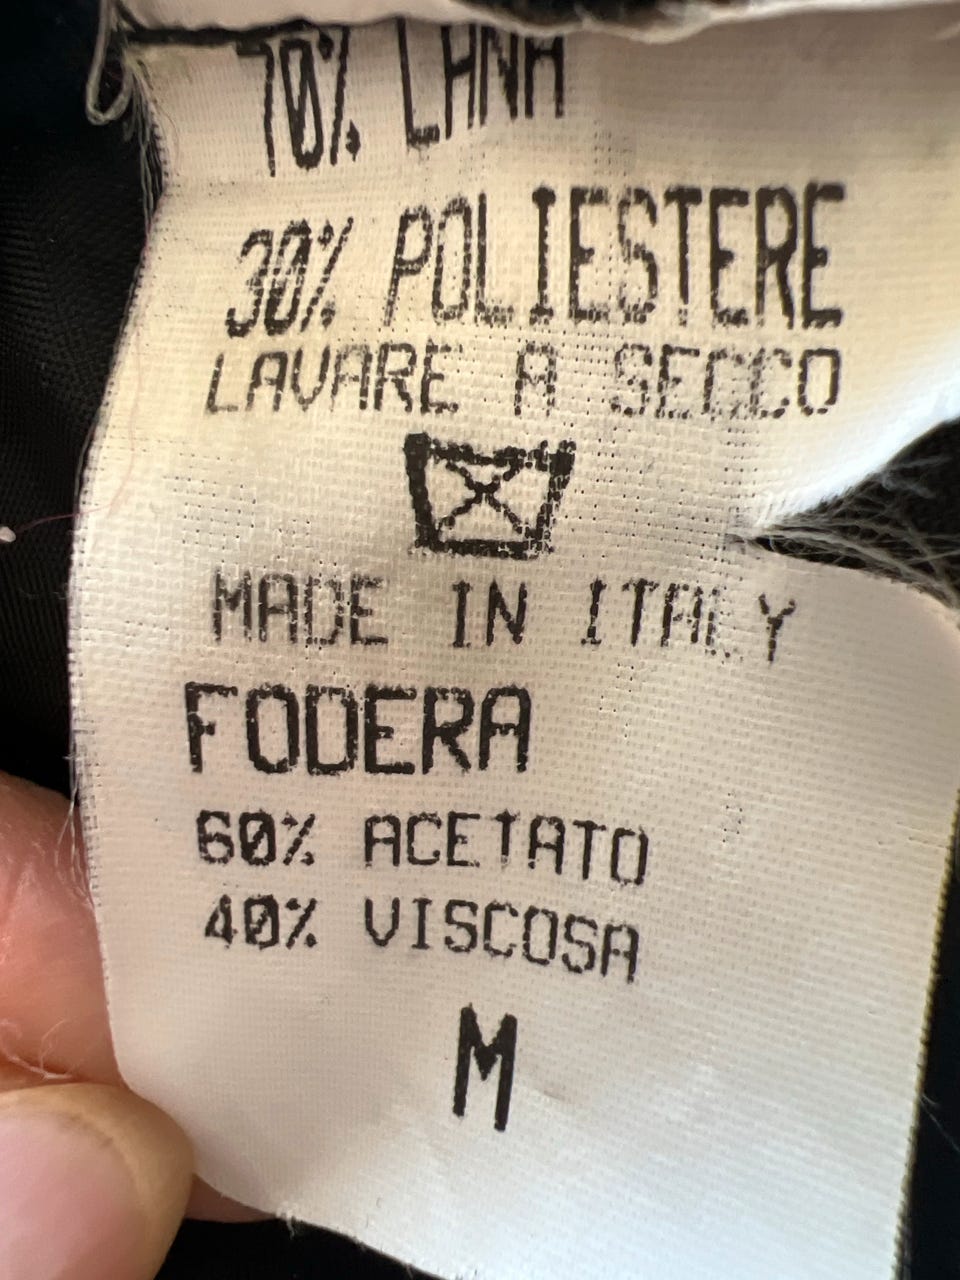 70% LANA
30% POLIESTERE
LAVARE A SECCO
MADE IN ITALY
FODERA
60% ACETATO
40% VISCOSA
M